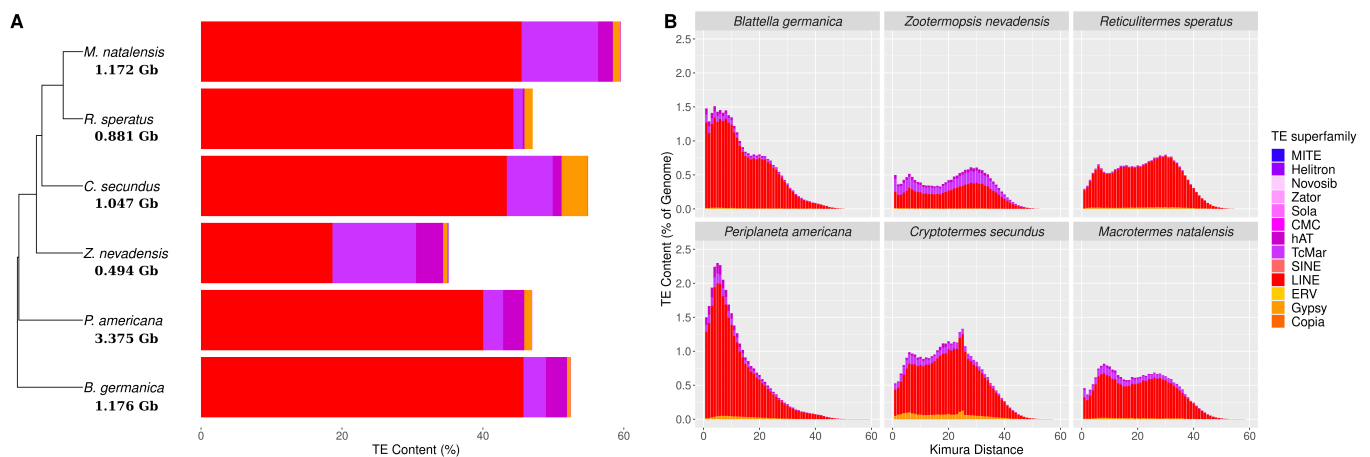 A
M. natalensis
1.172 Gb
R. speratus
0.881 Gb
C. secundus
1.047 Gb
Z. nevadensis
0.494 Gb
P. americana
3.375 Gb
B. germanica
1.176 Gb
0 20 40 60
TE Content (%)
B
Blattella germanica Zootermopsis nevadensis Reticulitermes speratus
2.5
2.0
1.5
1.0
0.5
0.0
Periplaneta americana Cryptotermes secundus Macrotermes natalensis
2.5
2.0
1.5
1.0
0.5
0.0
TE Content (% of Genome)
0 20 40 60 0 20 40 60 0 20 40 60
Kimura Distance
TE superfamily
MITE
Helitron
Novosib
Zator
Sola
CMC
hAT
TcMar
SINE
LINE
ERV
Gypsy
Copia